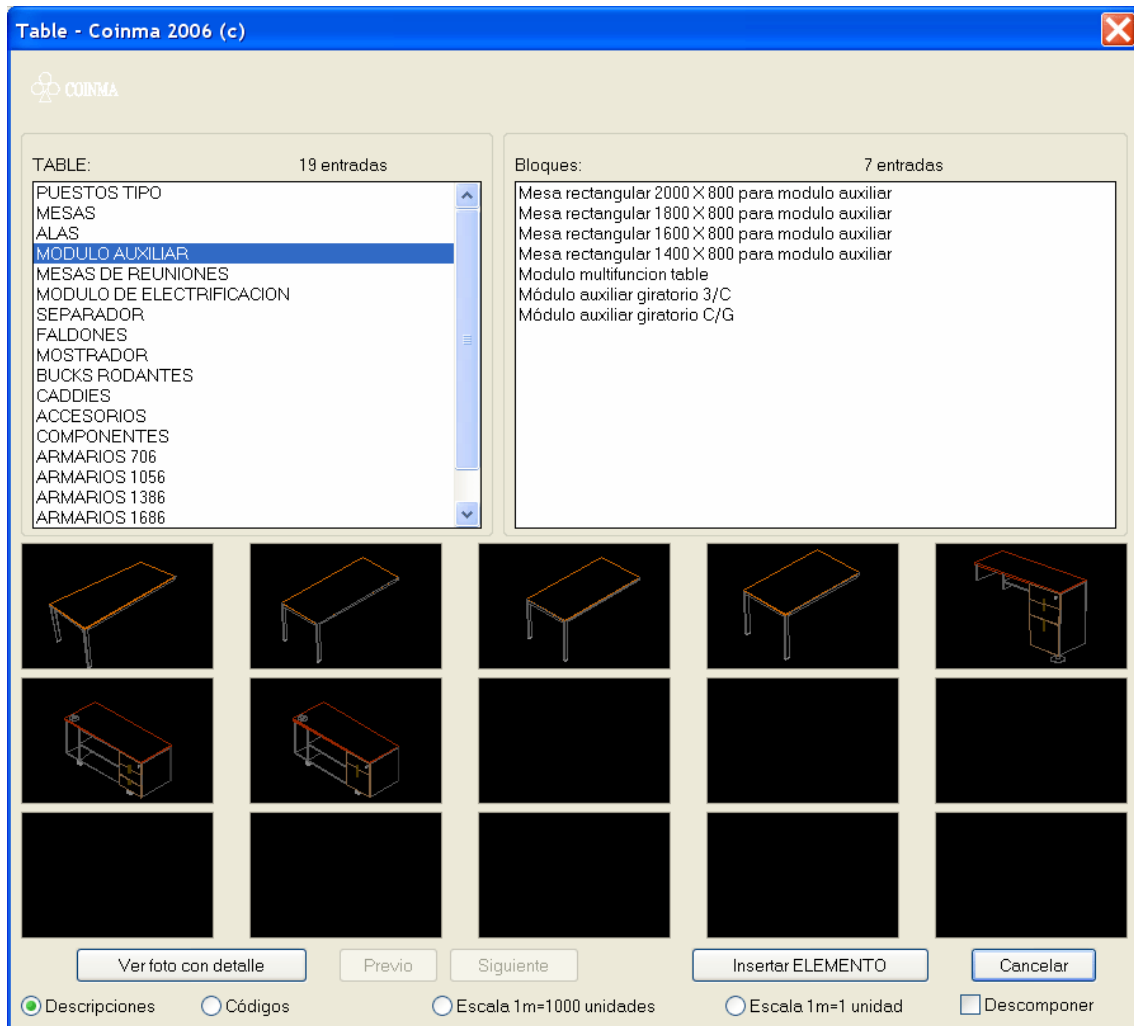 Table - Coinma 2006 (c)
COINMA
TABLE: 19 entradas
PUESTOS TIPO
MESAS
ALAS
MODULO AUXILIAR
MESAS DE REUNIONES
MODULO DE ELECTRIFICACION
SEPARADOR
FALDONES
MOSTRADOR
BUCKS RODANTES
CADDIES
ACCESORIOS
COMPONENTES
ARMARIOS 706
ARMARIOS 1056
ARMARIOS 1386
ARMARIOS 1686
Bloques: 7 entradas
Mesa rectangular 2000 X 800 para modulo auxiliar
Mesa rectangular 1800 X 800 para modulo auxiliar
Mesa rectangular 1600 X 800 para modulo auxiliar
Mesa rectangular 1400 X 800 para modulo auxiliar
Modulo multifuncion table
Módulo auxiliar giratorio 3/C
Módulo auxiliar giratorio C/G
Ver foto con detalle
Previo
Siguiente
Insertar ELEMENTO
Cancelar
Descripciones
Códigos
Escala 1m=1000 unidades
Escala 1m=1 unidad
Descomponer